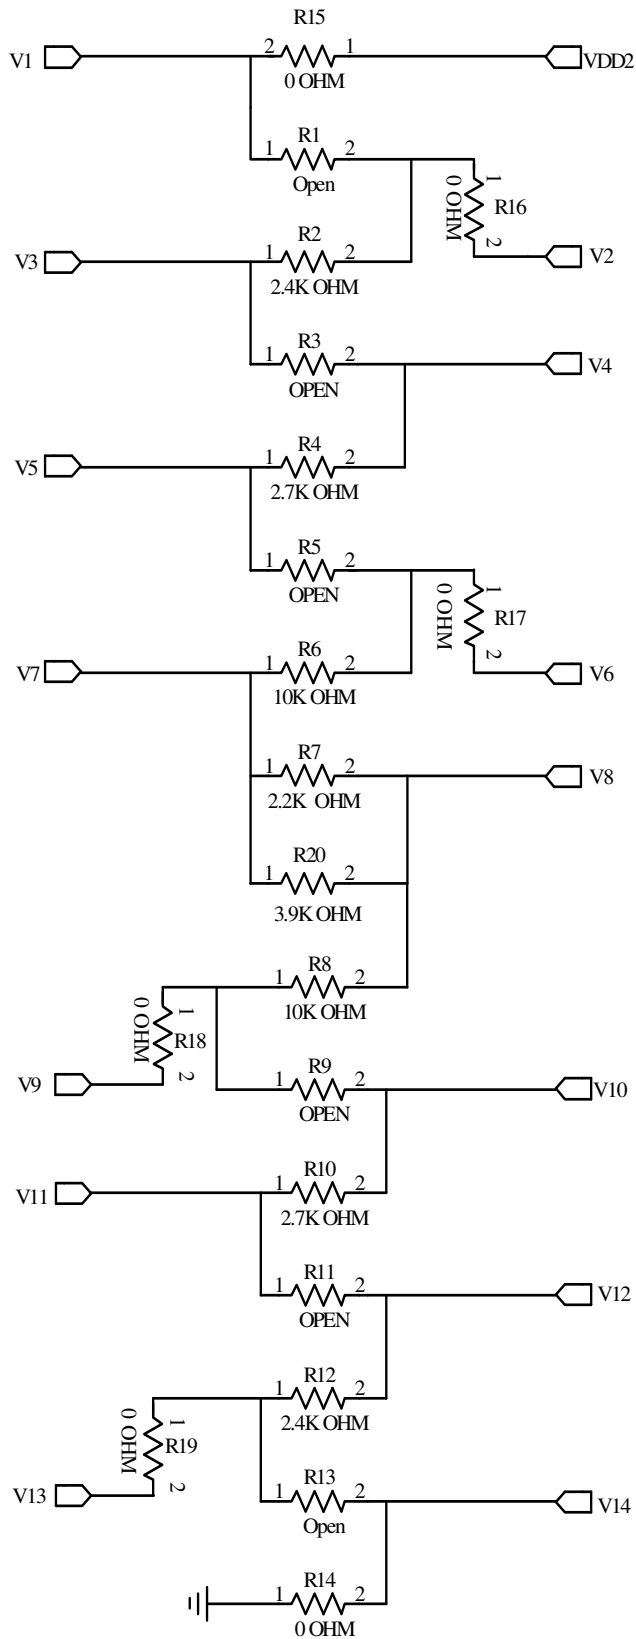 R15
V1
2
1
VDD2
0 OHM
R1
1
2
Open
1
0 OHM
R16
2
V2
R2
V3
1
2
2.4K OHM
R3
1
2
V4
OPEN
R4
V5
1
2
2.7K OHM
R5
1
2
OPEN
1
0 OHM
R17
2
V6
R6
V7
1
2
10K OHM
R7
1
2
V8
2.2K OHM
R20
1
2
3.9K OHM
R8
1
2
10K OHM
1
0 OHM
R18
2
V9
R9
1
2
V10
OPEN
R10
V11
1
2
2.7K OHM
R11
1
2
V12
OPEN
R12
1
2
2.4K OHM
1
0 OHM
R19
2
V13
R13
1
2
V14
Open
R14
1
2
0 OHM